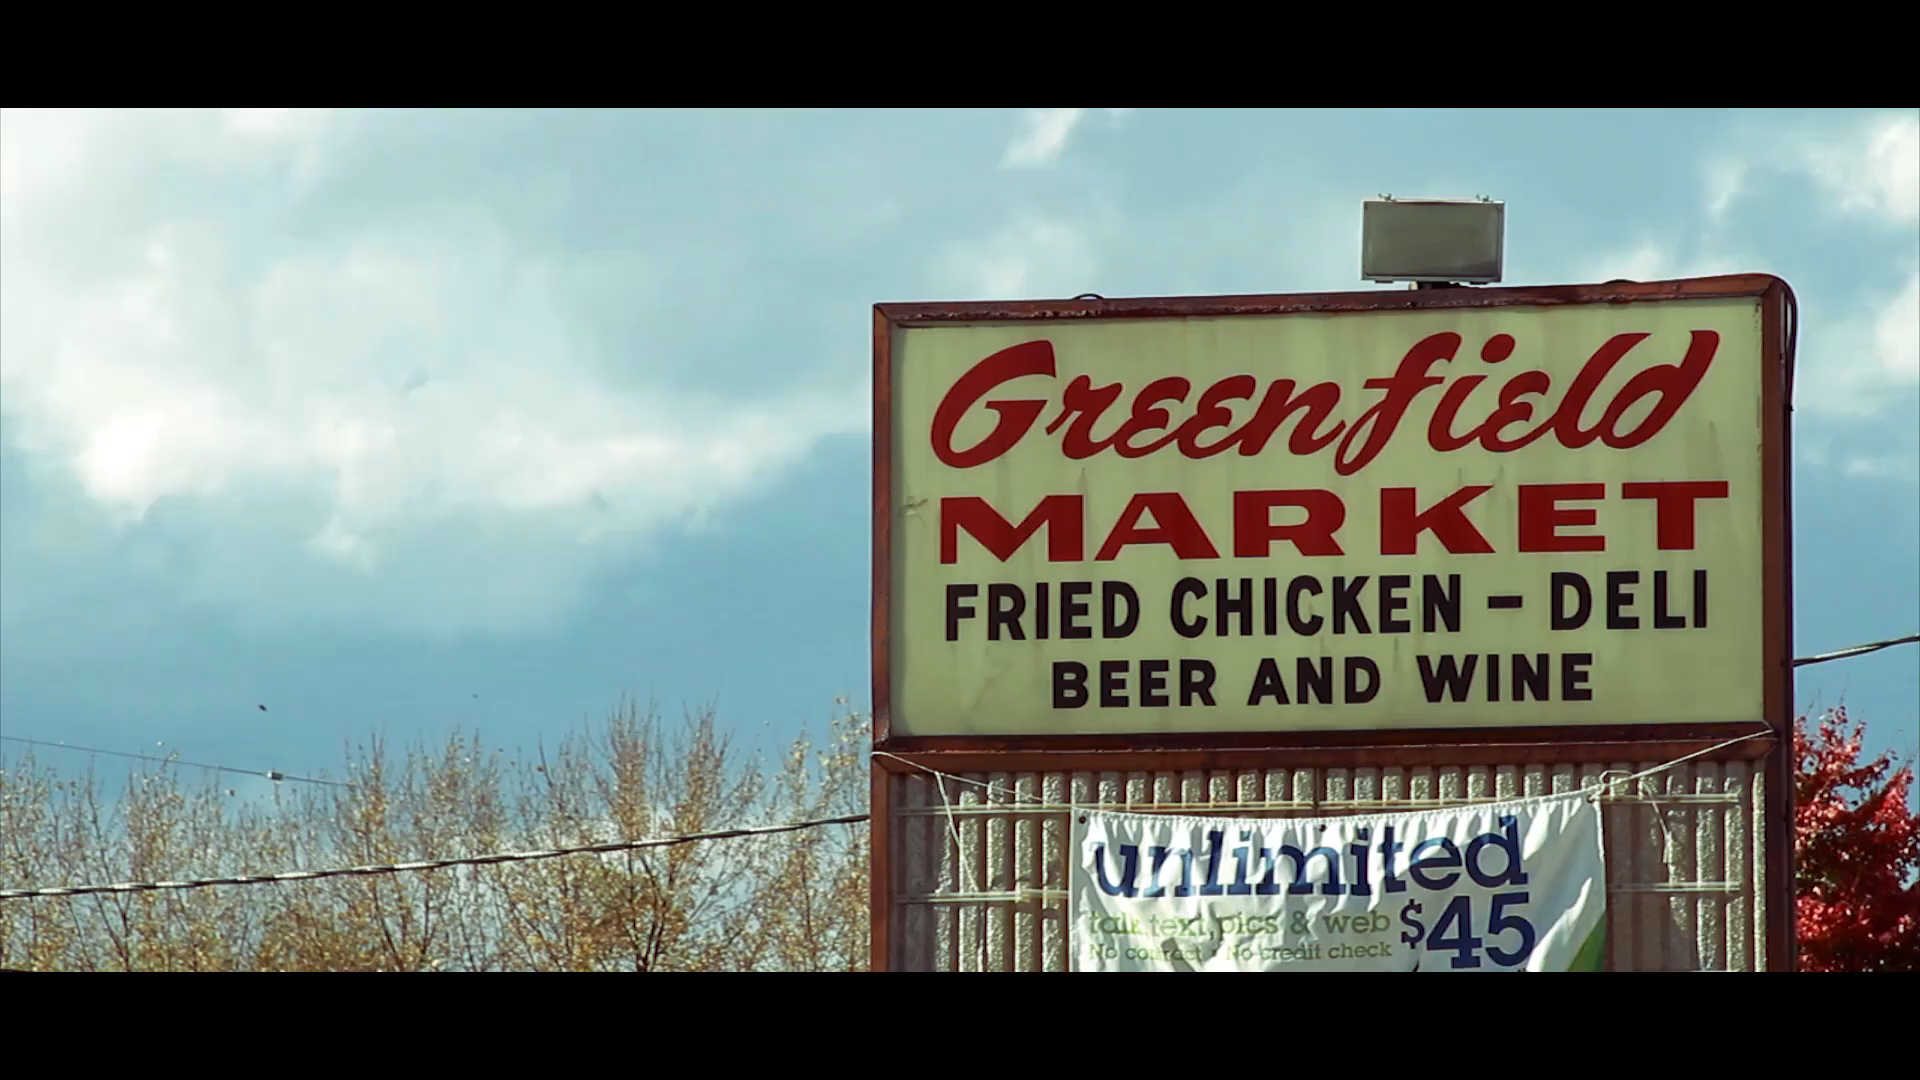 Greenfield
MARKET
FRIED CHICKEN - DELI
BEER AND WINE
unlimited
talk, text, pics & web $45
No contract • No credit check